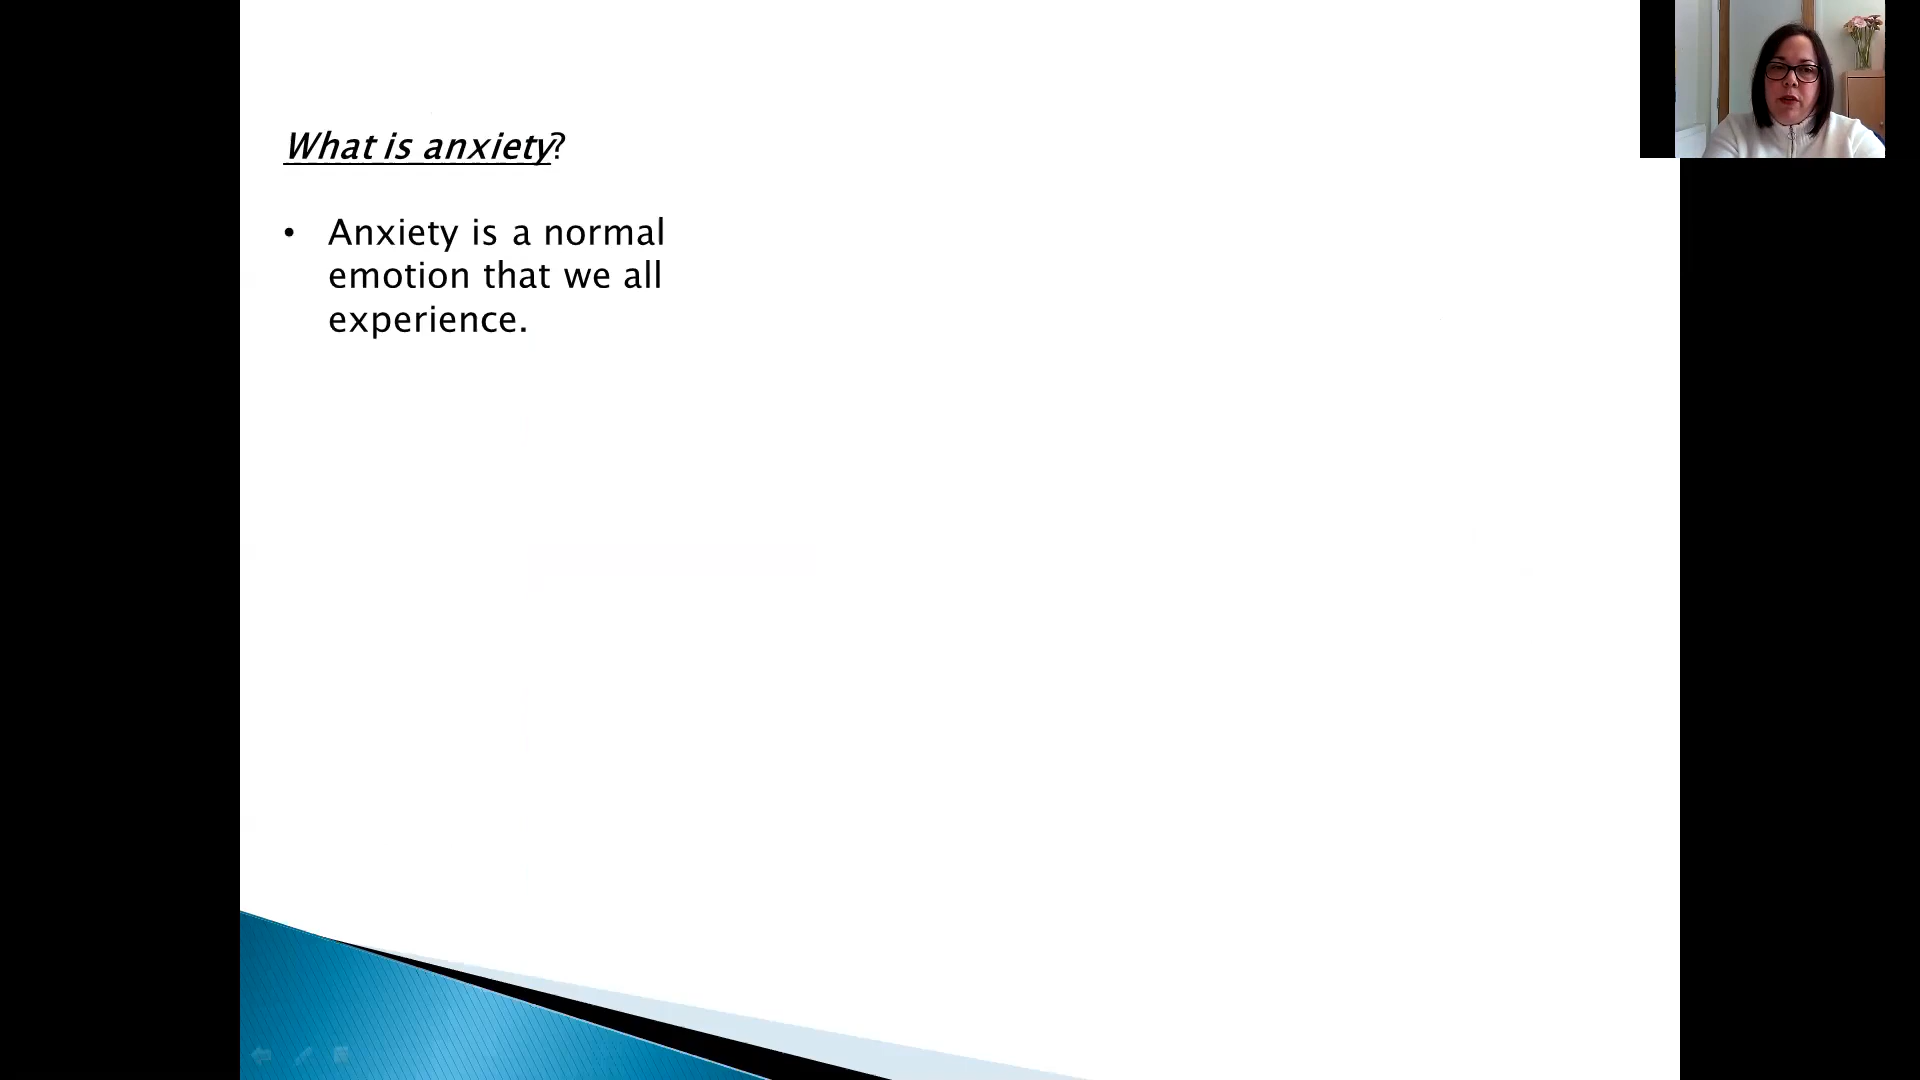 What is anxiety?
• Anxiety is a normal
emotion that we all
experience.